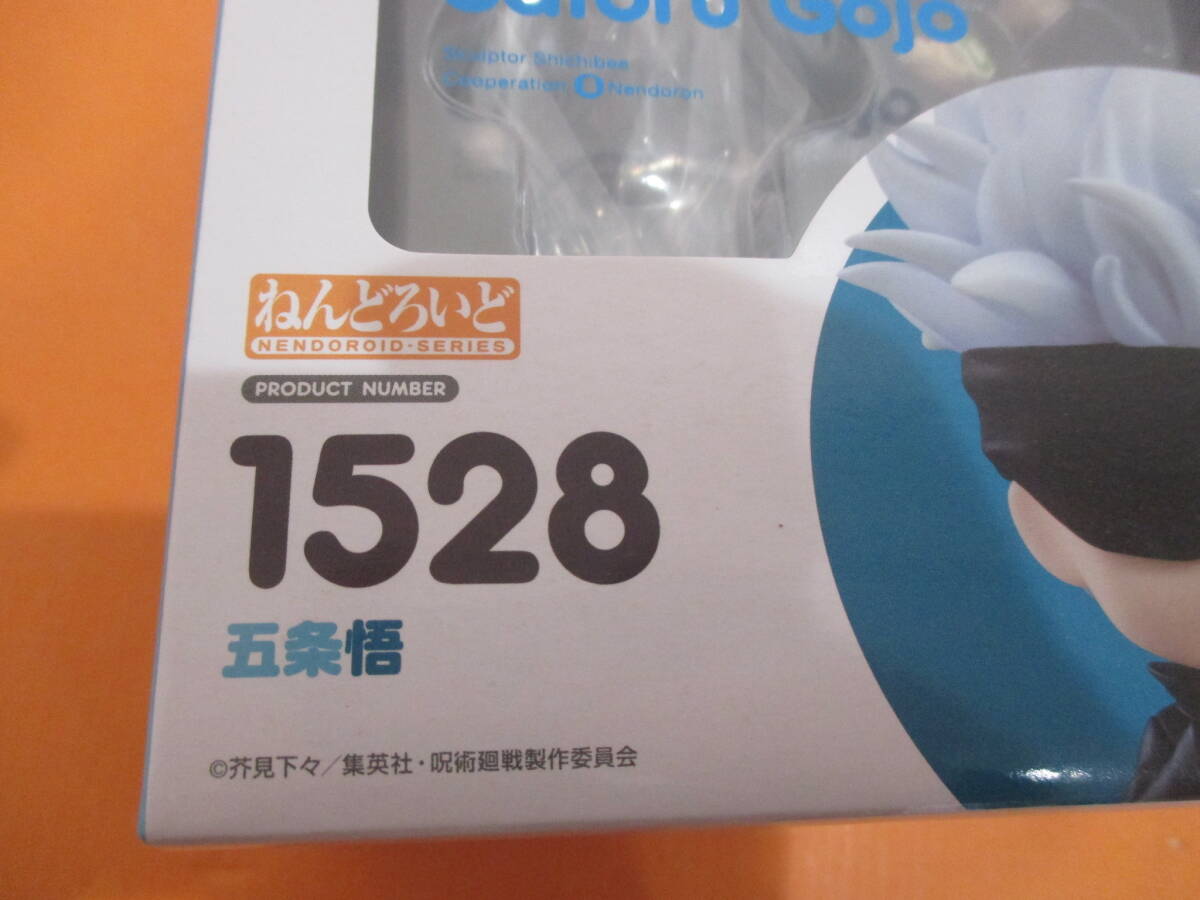 Satoru Gojo
Sculptor Shichibee
Cooperation Nendoron
ねんどろいど
NENDOROID-SERIES
PRODUCT NUMBER
1528
五条悟
©芥見下々／集英社・呪術廻戦製作委員会